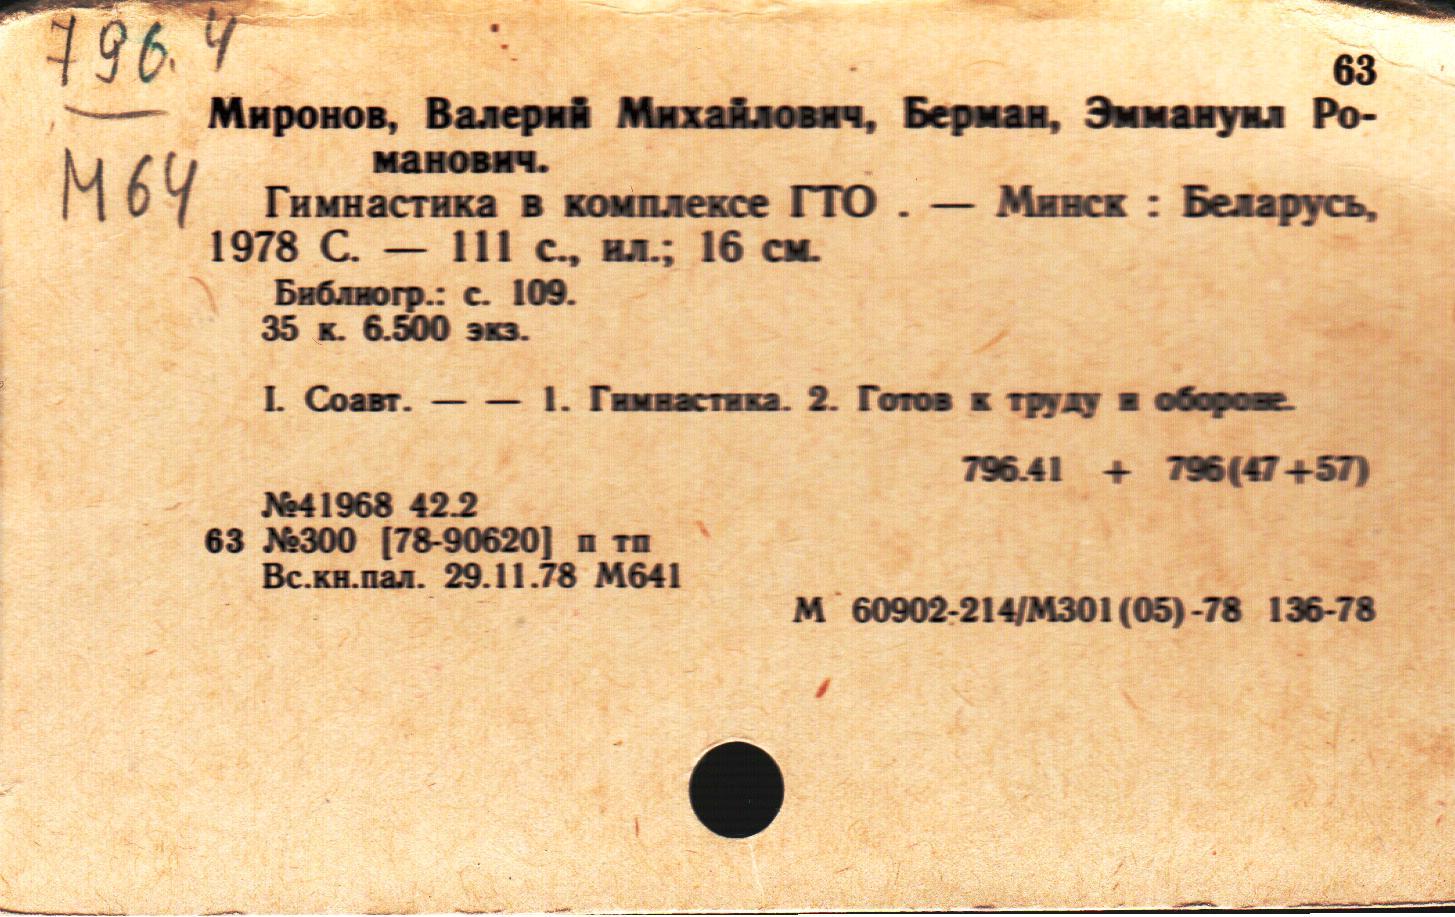 796.4
М64
63
Миронов, Валерий Михайлович, Берман, Эммануил Ро-
манович.
Гимнастика в комплексе ГТО . — Минск : Беларусь,
1978 С. — 111 с., ил.; 16 см.
Библиогр.: с. 109.
35 к. 6.500 экз.
I. Соавт. — — 1. Гимнастика. 2. Готов к труду и обороне.
796.41 + 796(47+57)
№41968 42.2
63 №300 [78-90620] п тп
Вс.кн.пал. 29.11.78 М641
М 60902-214/М301(05)-78 136-78